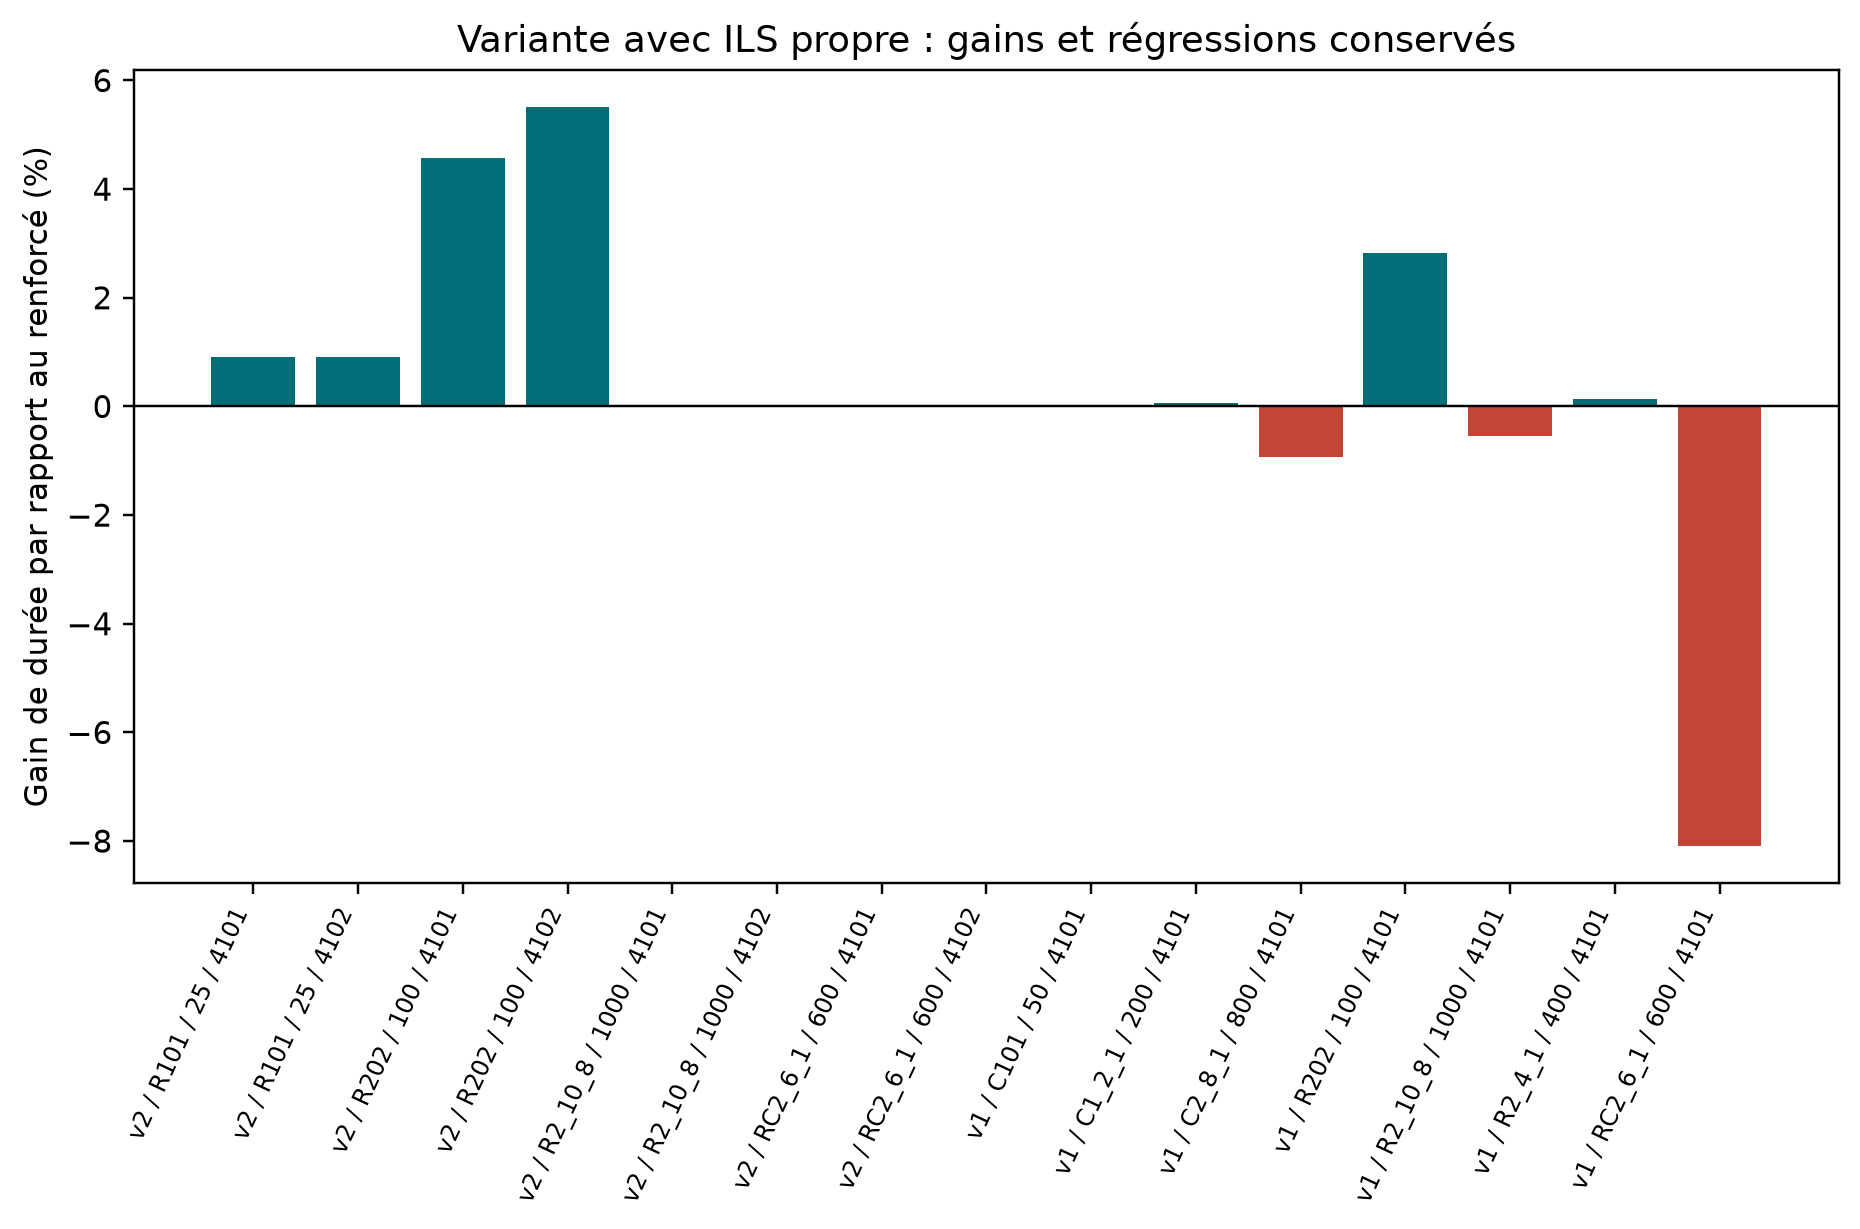 Variante avec ILS propre : gains et régressions conservés
Gain de durée par rapport au renforcé (%)
6
4
2
0
−2
−4
−6
−8
v2 / R101 / 25 / 4101
v2 / R101 / 25 / 4102
v2 / R202 / 100 / 4101
v2 / R202 / 100 / 4102
v2 / R2_10_8 / 1000 / 4101
v2 / R2_10_8 / 1000 / 4102
v2 / RC2_6_1 / 600 / 4101
v2 / RC2_6_1 / 600 / 4102
v1 / C101 / 50 / 4101
v1 / C1_2_1 / 200 / 4101
v1 / C2_8_1 / 800 / 4101
v1 / R202 / 100 / 4101
v1 / R2_10_8 / 1000 / 4101
v1 / R2_4_1 / 400 / 4101
v1 / RC2_6_1 / 600 / 4101